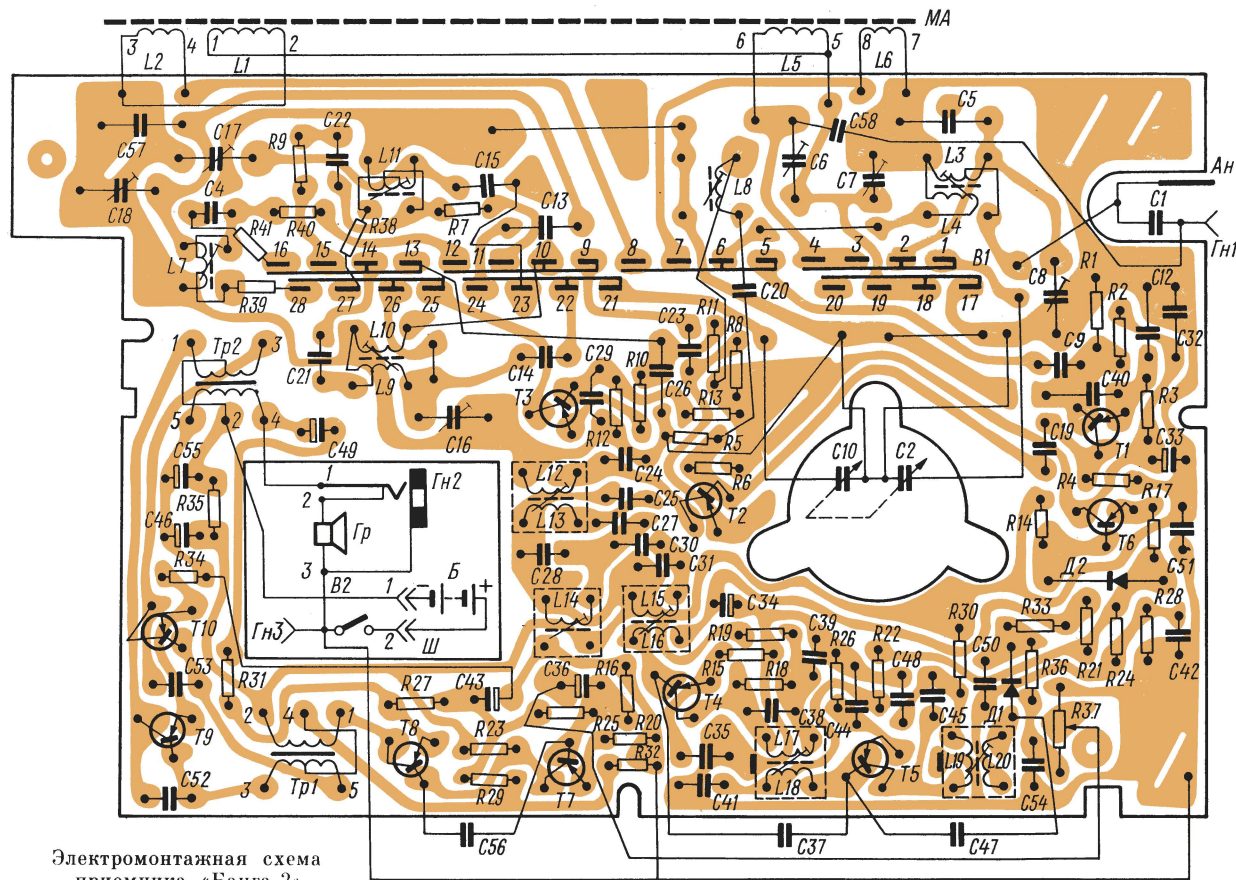 MA
3 4 1 2 6 5 8 7
L2 L1 L5 L6
C57 C17 R9 C22 L11 C15 C58 C5
C6 C7 L3 L8 Ан
C18 C4 R41 R40 R38 R7 C13 L4 C1
Гн1
L7 16 15 14 13 12 11 10 9 8 7 6 5 4 3 2 1 В1
R39 28 27 26 25 24 23 22 21 C20 20 19 18 17 C8 R1 R2 C12 C32
1 Тр2 3 C21 L10 L9 C14 C29 R10 C23 R11 R8 C26 C9
5 2 4 C49 C16 T3 R12 R13 R5 C40 R3 C19 T1 C33
C55 R35 C46 R34 L12 L13 C24 C25 C27 R6 T2 C10 C2 R4 R17 R14 T6 C51
1 2 Гн2
Гр
3 В2 1 Б
− +
Гн3 2 Ш
C28 C30 C31 L14 L15 L16 C34 Д2
T10 C53 R31 T9 C52
R19 R15 R18 C39 R26 R22 C48 R30 C50 R33 R36 R21 R24 R28 C42
2 4 1 R27 C43 C36 R16 T4 C38 C44 C45 Д1 R37
3 Тр1 5 T8 R23 R29 R25 R20 R32 T7 C35 C41 L17 L18 T5 L19 L20 C54
C56 C37 C47
Электромонтажная схема
приемника «Банга-2»